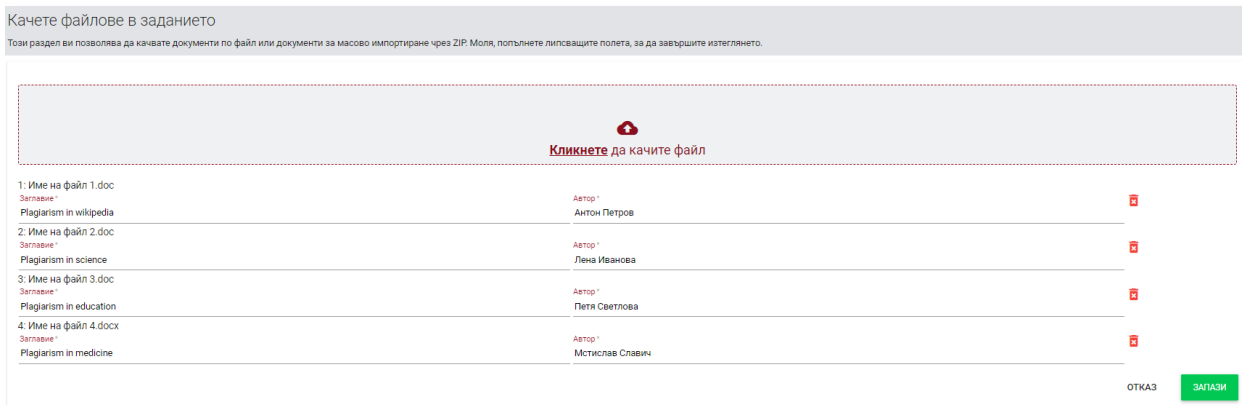 Качете файлове в заданието
Този раздел ви позволява да качвате документи по файл или документи за масово импортиране чрез ZIP. Моля, попълнете липсващите полета, за да завършите изтеглянето.
Кликнете да качите файл
1: Име на файл 1.doc
Заглавие * Автор *
Plagiarism in wikipedia Антон Петров
2: Име на файл 2.doc
Заглавие * Автор *
Plagiarism in science Лена Иванова
3: Име на файл 3.doc
Заглавие * Автор *
Plagiarism in education Петя Светлова
4: Име на файл 4.docx
Заглавие * Автор *
Plagiarism in medicine Мстислав Славич
ОТКАЗ ЗАПАЗИ